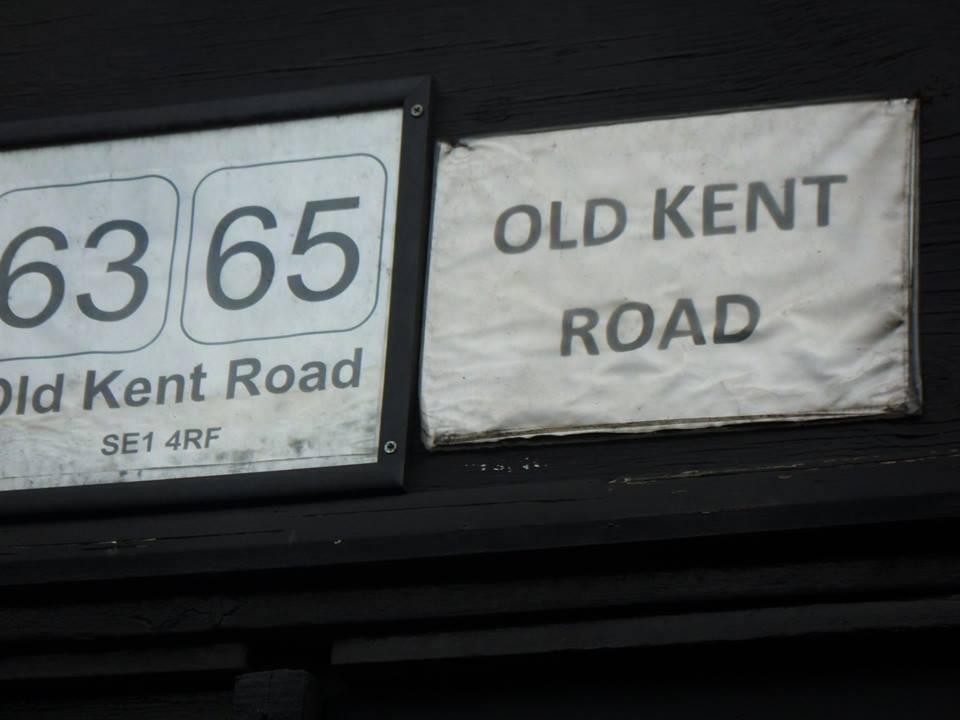 63 65
Old Kent Road
SE1 4RF
OLD KENT
ROAD